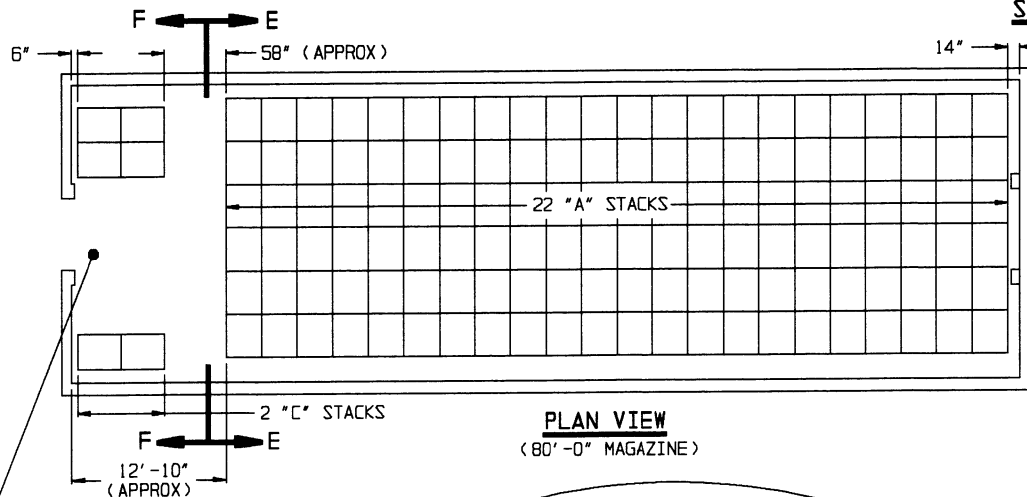 S
F E
6" 58" (APPROX) 14"
22 "A" STACKS
2 "C" STACKS
F E
PLAN VIEW
(80'-0" MAGAZINE)
12'-10"
(APPROX)